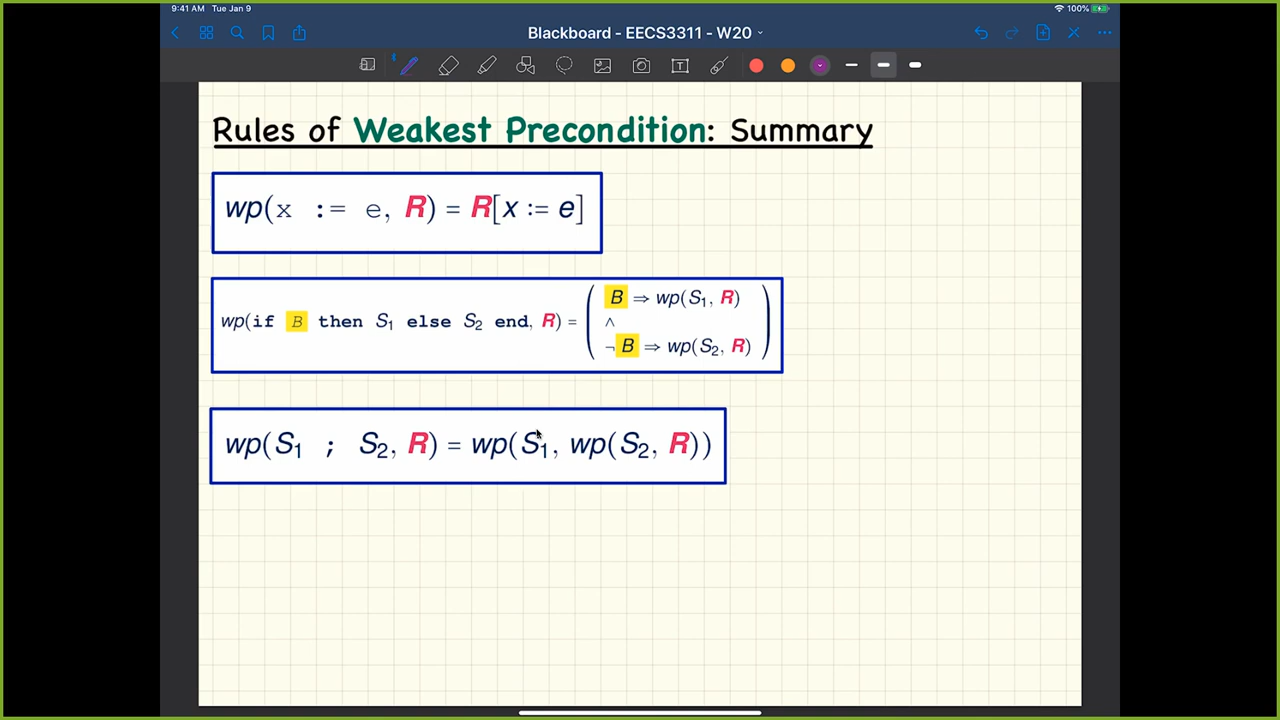 9:41 AM Tue Jan 9
100%
Blackboard - EECS3311 - W20
Rules of Weakest Precondition: Summary
wp(x := e, R) = R[x := e]
B ⇒ wp(S₁, R)
wp(if B then S₁ else S₂ end, R) = ∧
¬B ⇒ wp(S₂, R)
wp(S₁ ; S₂, R) = wp(S₁, wp(S₂, R))